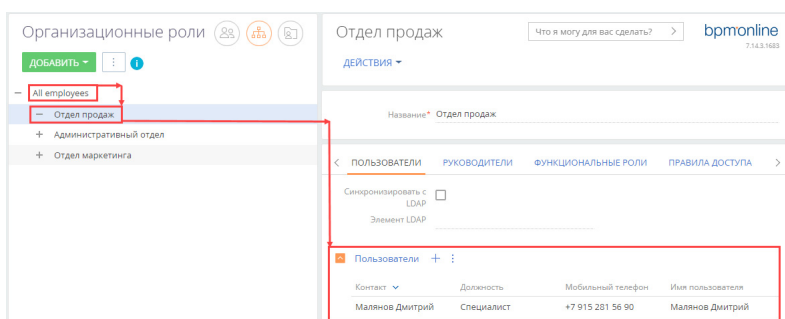 Организационные роли
ДОБАВИТЬ
All employees
Отдел продаж
Административный отдел
Отдел маркетинга
Отдел продаж
Что я могу для вас сделать? >
bpmonline
7.14.3.1683
ДЕЙСТВИЯ
Название* Отдел продаж
ПОЛЬЗОВАТЕЛИ РУКОВОДИТЕЛИ ФУНКЦИОНАЛЬНЫЕ РОЛИ ПРАВИЛА ДОСТУПА
Синхронизировать с
LDAP
Элемент LDAP
Пользователи
Контакт Должность Мобильный телефон Имя пользователя
Малянов Дмитрий Специалист +7 915 281 56 90 Малянов Дмитрий